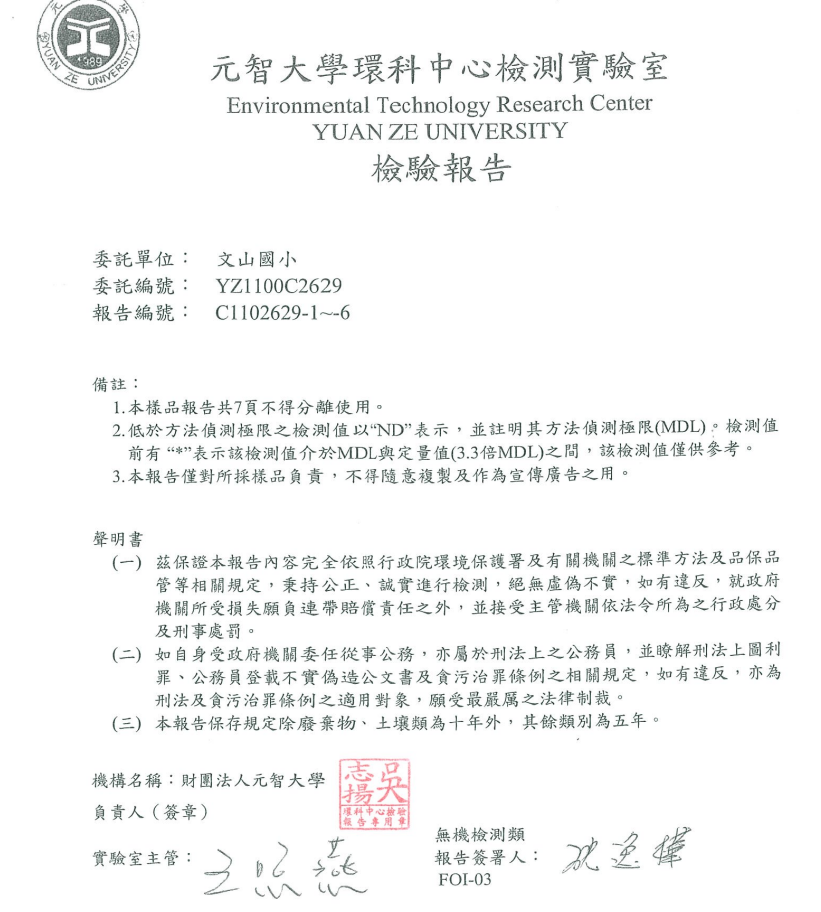 元 學
YUAN ZE UNIVERSITY
1989
元智大學環科中心檢測實驗室
Environmental Technology Research Center
YUAN ZE UNIVERSITY
檢驗報告
委託單位： 文山國小
委託編號： YZ1100C2629
報告編號： C1102629-1~-6
備註：
1.本樣品報告共7頁不得分離使用。
2.低於方法偵測極限之檢測值以“ND”表示，並註明其方法偵測極限(MDL)。檢測值
前有 “*”表示該檢測值介於MDL與定量值(3.3倍MDL)之間，該檢測值僅供參考。
3.本報告僅對所採樣品負責，不得隨意複製及作為宣傳廣告之用。
聲明書
(一) 茲保證本報告內容完全依照行政院環境保護署及有關機關之標準方法及品保品
管等相關規定，秉持公正、誠實進行檢測，絕無虛偽不實，如有違反，就政府
機關所受損失願負連帶賠償責任之外，並接受主管機關依法令所為之行政處分
及刑事處罰。
(二) 如自身受政府機關委任從事公務，亦屬於刑法上之公務員，並瞭解刑法上圖利
罪、公務員登載不實偽造公文書及貪污治罪條例之相關規定，如有違反，亦為
刑法及貪污治罪條例之適用對象，願受最嚴厲之法律制裁。
(三) 本報告保存規定除廢棄物、土壤類為十年外，其餘類別為五年。
機構名稱：財團法人元智大學
吳志揚
環科中心檢驗
報告專用章
負責人（簽章）
無機檢測類
實驗室主管： 王照燕
報告簽署人：
FOI-03